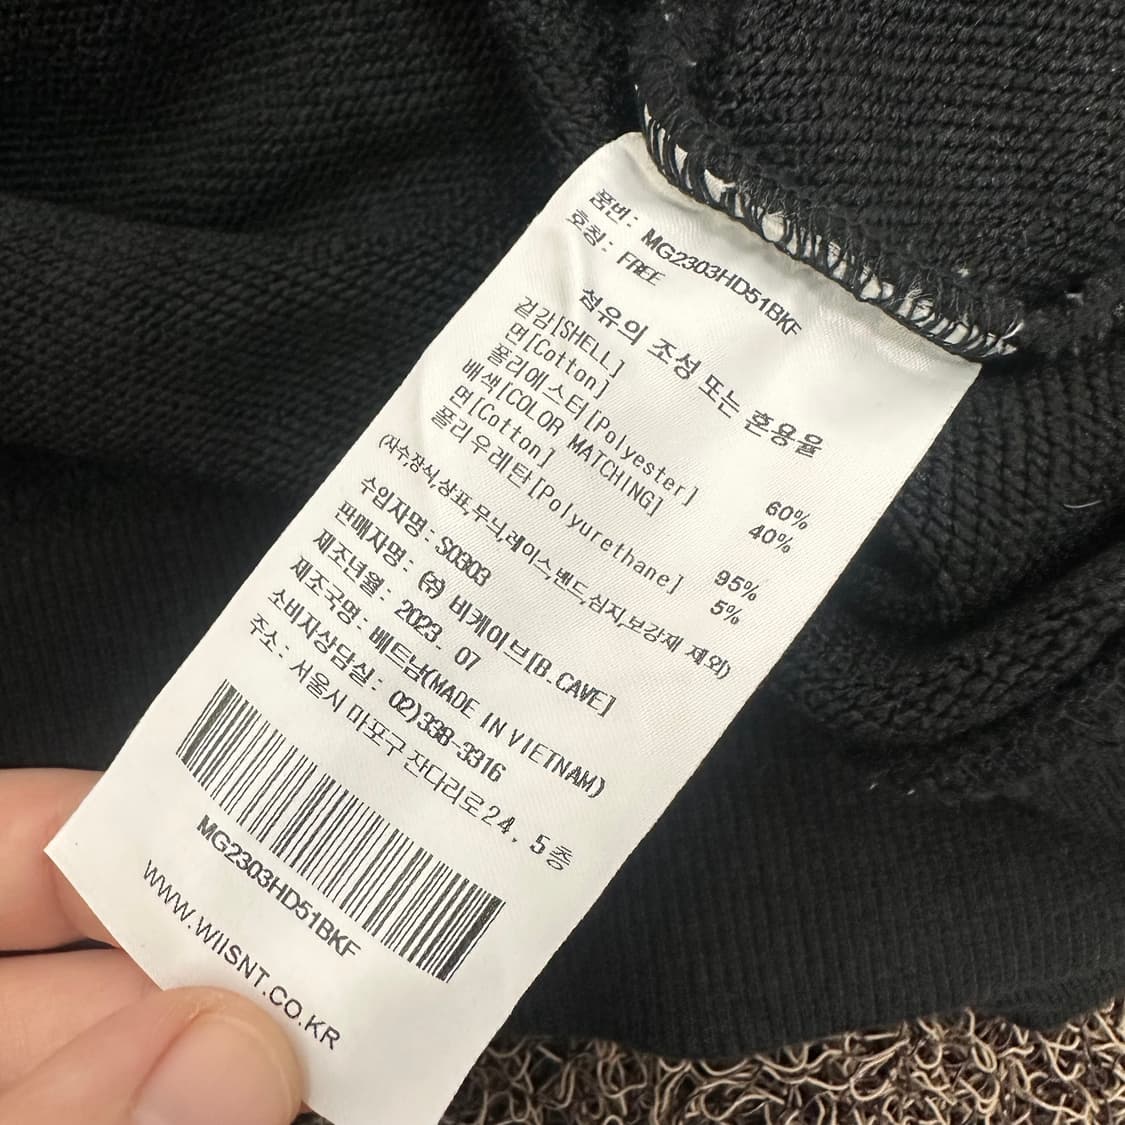 품번: MG2303HD51BKF
호칭: FREE
섬유의 조성 또는 혼용율
겉감[SHELL]
면[Cotton] 60%
폴리에스터[Polyester] 40%
배색[COLOR MATCHING]
면[Cotton] 95%
폴리우레탄[Polyurethane] 5%
(자수,장식,상표,무늬,레이스,밴드,심지,보강재 제외)
수입자명: S0303
판매자명: (주) 비케이브[B.CAVE]
제조년월: 2023. 07
제조국명: 베트남(MADE IN VIETNAM)
소비자상담실: 02)338-3316
주소: 서울시 마포구 잔다리로24, 5층
MG2303HD51BKF
WWW.WIISNT.CO.KR